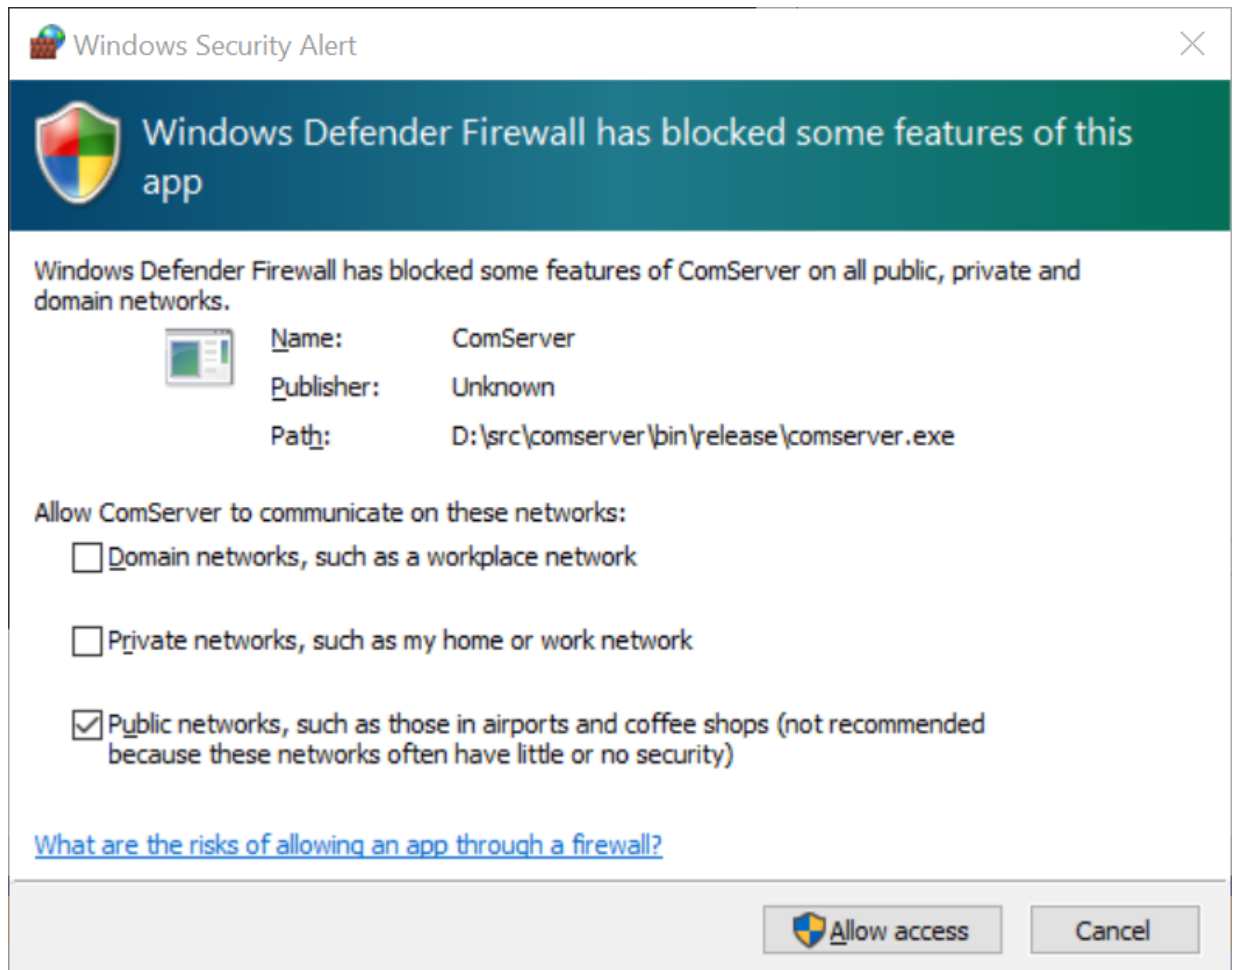 Windows Security Alert
Windows Defender Firewall has blocked some features of this
app
Windows Defender Firewall has blocked some features of ComServer on all public, private and
domain networks.
Name: ComServer
Publisher: Unknown
Path: D:\src\comserver\bin\release\comserver.exe
Allow ComServer to communicate on these networks:
Domain networks, such as a workplace network
Private networks, such as my home or work network
Public networks, such as those in airports and coffee shops (not recommended
because these networks often have little or no security)
What are the risks of allowing an app through a firewall?
Allow access Cancel